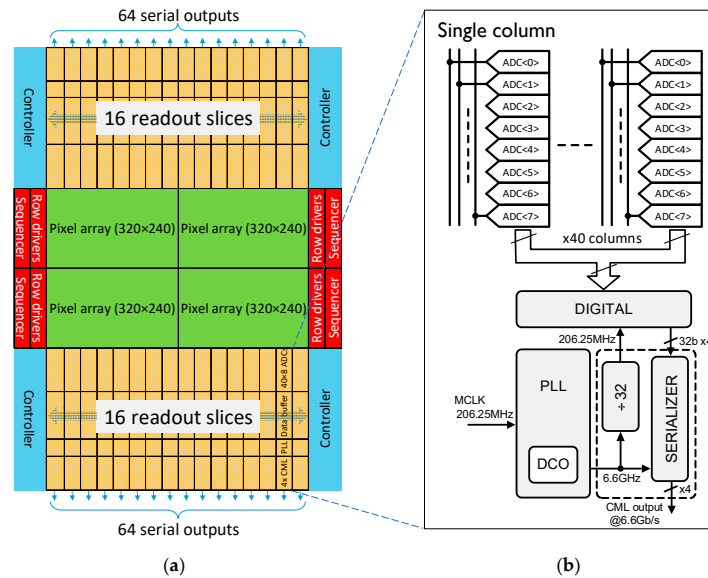 64 serial outputs
Controller
16 readout slices
Controller
Sequencer
Row drivers
Pixel array (320×240)
Pixel array (320×240)
Row drivers
Sequencer
Sequencer
Row drivers
Pixel array (320×240)
Pixel array (320×240)
Row drivers
Sequencer
Controller
16 readout slices
4x CML
PLL
Data buffer
40×8 ADCs
Controller
64 serial outputs
(a)
Single column
ADC<0>
ADC<1>
ADC<2>
ADC<3>
ADC<4>
ADC<5>
ADC<6>
ADC<7>
ADC<0>
ADC<1>
ADC<2>
ADC<3>
ADC<4>
ADC<5>
ADC<6>
ADC<7>
x40 columns
DIGITAL
206.25MHz
32b x4
MCLK
206.25MHz
PLL
DCO
÷ 32
6.6GHz
SERIALIZER
x4
CML output
@6.6Gb/s
(b)